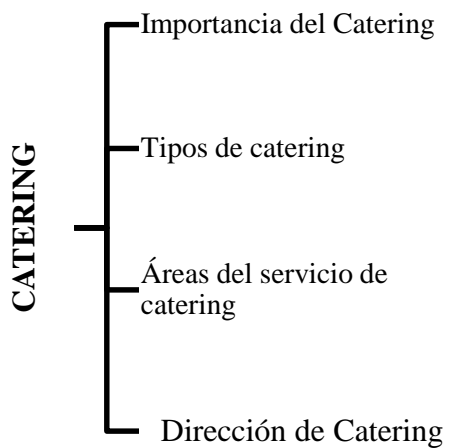 CATERING
Importancia del Catering
Tipos de catering
Áreas del servicio de
catering
Dirección de Catering